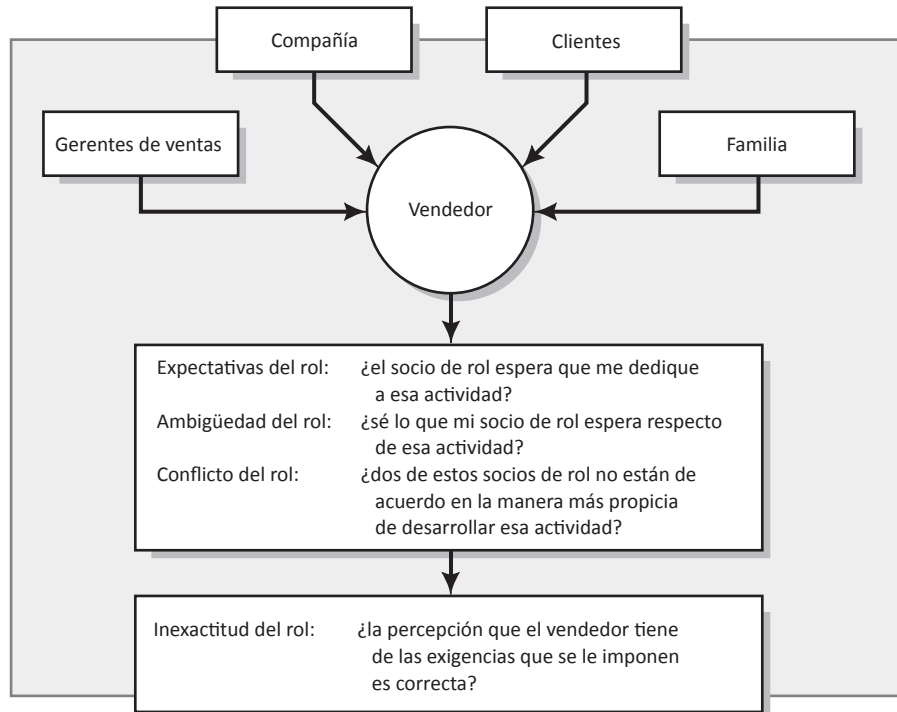 Compañía
Clientes
Gerentes de ventas
Familia
Vendedor
Expectativas del rol: ¿el socio de rol espera que me dedique
a esa actividad?
Ambigüedad del rol: ¿sé lo que mi socio de rol espera respecto
de esa actividad?
Conflicto del rol: ¿dos de estos socios de rol no están de
acuerdo en la manera más propicia
de desarrollar esa actividad?
Inexactitud del rol: ¿la percepción que el vendedor tiene
de las exigencias que se le imponen
es correcta?